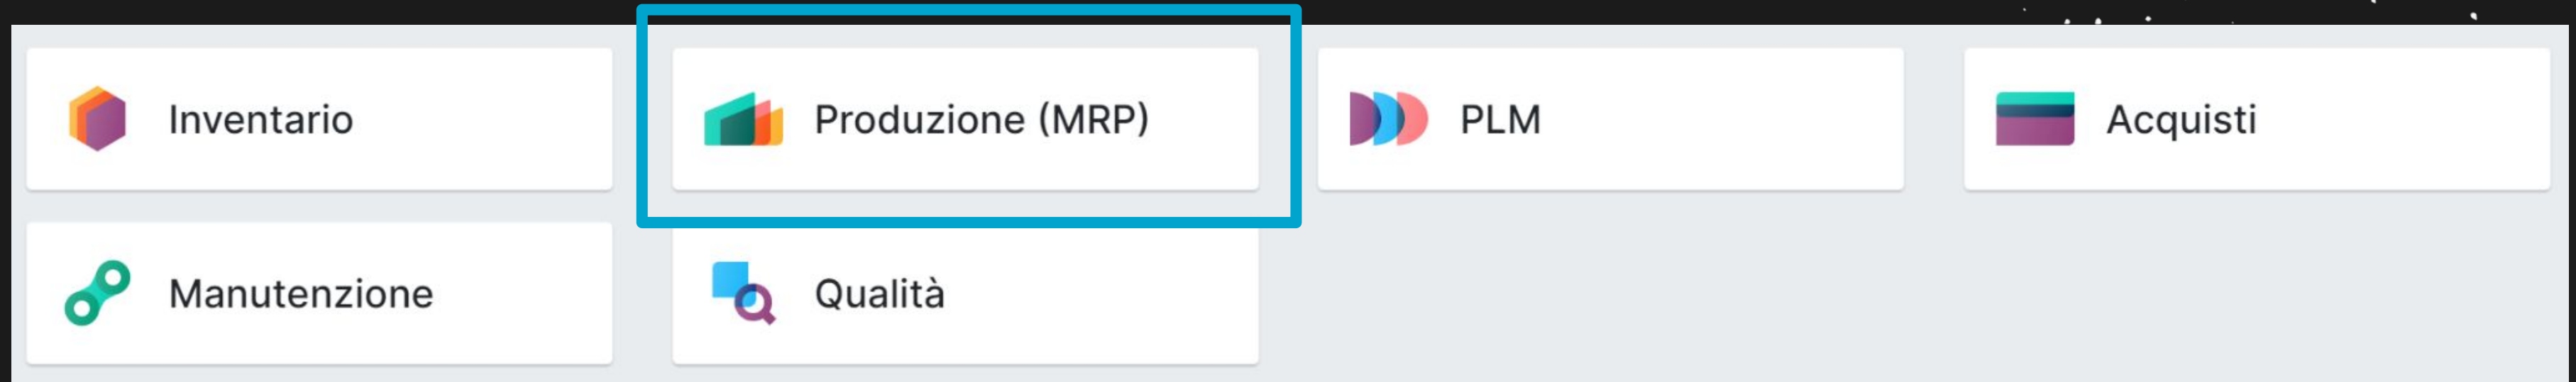 Inventario
Produzione (MRP)
PLM
Acquisti
Manutenzione
Qualità